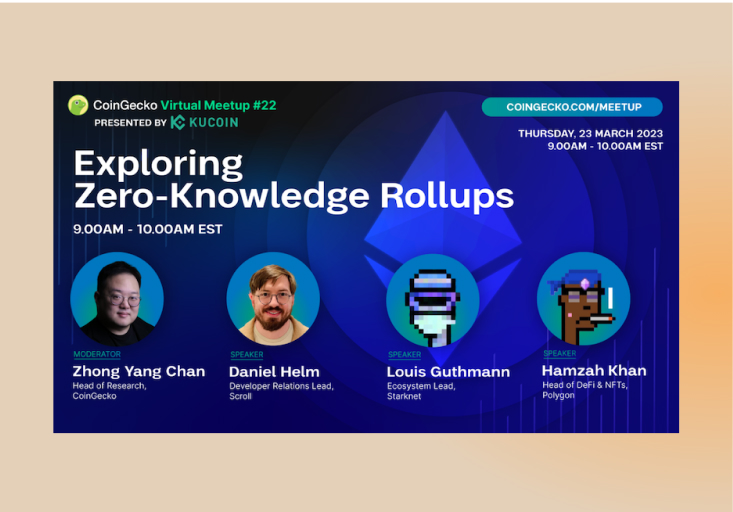 CoinGecko Virtual Meetup #22
PRESENTED BY KUCOIN
COINGECKO.COM/MEETUP
THURSDAY, 23 MARCH 2023
9.00AM - 10.00AM EST
Exploring
Zero-Knowledge Rollups
9.00AM - 10.00AM EST
MODERATOR
Zhong Yang Chan
Head of Research,
CoinGecko
SPEAKER
Daniel Helm
Developer Relations Lead,
Scroll
SPEAKER
Louis Guthmann
Ecosystem Lead,
Starknet
SPEAKER
Hamzah Khan
Head of DeFi & NFTs,
Polygon